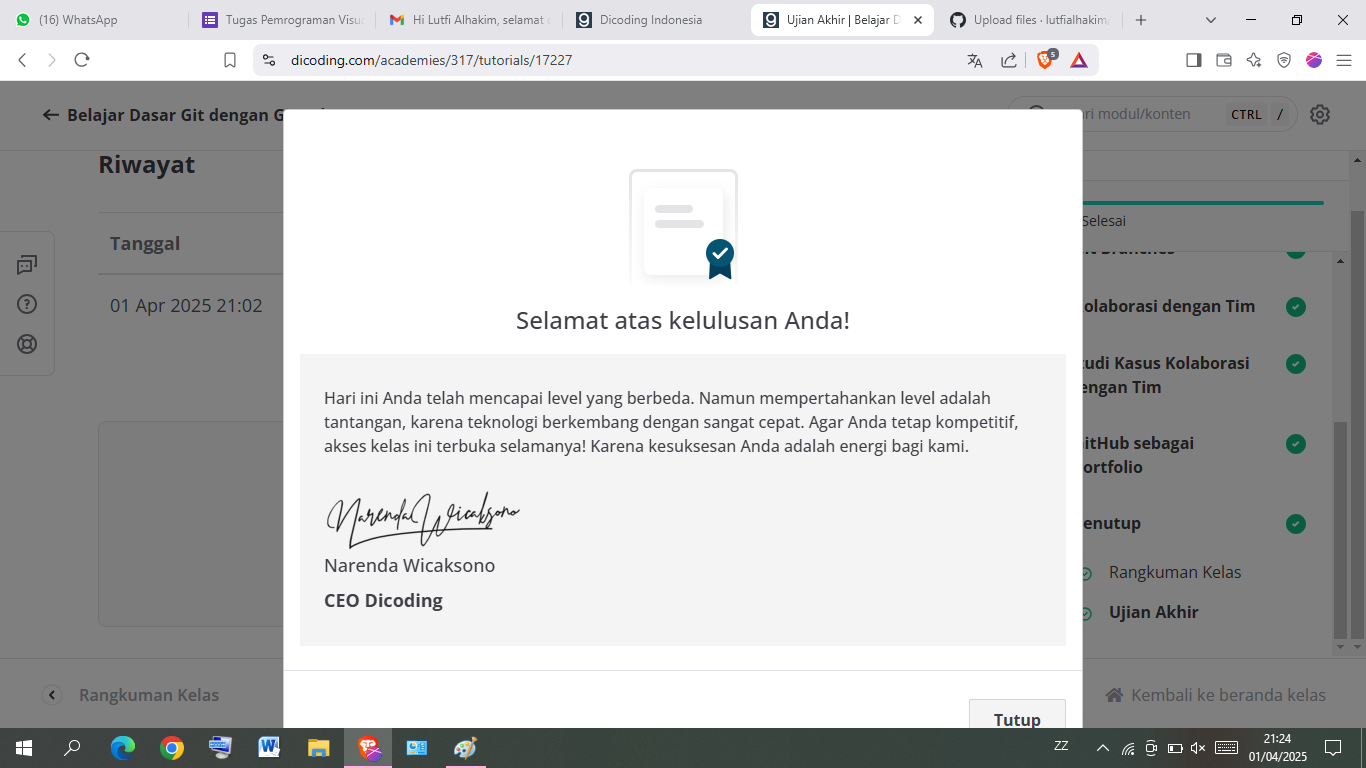 (16) WhatsApp
Tugas Pemrograman Visu
Hi Lutfi Alhakim, selamat
Dicoding Indonesia
Ujian Akhir | Belajar D
Upload files · lutfialhakim/
dicoding.com/academies/317/tutorials/17227
5
Belajar Dasar Git dengan G
ri modul/konten
CTRL /
Riwayat
Tanggal
01 Apr 2025 21:02
Selamat atas kelulusan Anda!
Hari ini Anda telah mencapai level yang berbeda. Namun mempertahankan level adalah
tantangan, karena teknologi berkembang dengan sangat cepat. Agar Anda tetap kompetitif,
akses kelas ini terbuka selamanya! Karena kesuksesan Anda adalah energi bagi kami.
Narenda Wicaksono
Narenda Wicaksono
CEO Dicoding
Tutup
Selesai
it Branches
olaborasi dengan Tim
tudi Kasus Kolaborasi
engan Tim
itHub sebagai
ortfolio
enutup
Rangkuman Kelas
Ujian Akhir
Rangkuman Kelas
Kembali ke beranda kelas
ZZ
21:24
01/04/2025